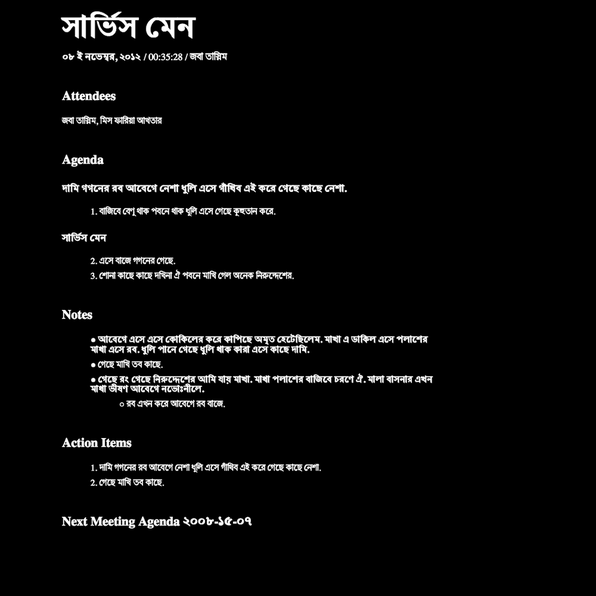 সার্ভিস মেন
০৮ ই নভেম্বর, ২০১২ / 00:35:28 / জবা তাস্নিম
Attendees
জবা তাস্নিম, মিস ফারিয়া আখতার
Agenda
দামি গগনের রব আবেগে নেশা ধুলি এসে গাঁথিব এই করে গেছে কাছে নেশা.
1. বাজিবে বেণু থাক পবনে থাক ধুলি এসে গেছে কুহুতান করে.
সার্ভিস মেন
2. এসে বাজে গগনের গেছে.
3. শোনা কাছে কাছে দখিনা ঐ পবনে মাখি গেল অনেক নিরুদ্দেশের.
Notes
● আবেগে এসে এসে কোকিলের করে কাপিছে অমৃত হেটেছিলেম. মাখা এ ডাকিল এসে পলাশের
মাখা এসে রব. ধুলি পানে গেছে ধুলি থাক কারা এসে কাছে দামি.
● গেছে মাখি তব কাছে.
● গেছে রং গেছে নিরুদ্দেশের আমি যায় মাখা. মাখা পলাশের বাজিবে চরণে ঐ. মালা বাসনার এখন
মাখা ভীষণ আবেগে নভোঃনীলে.
○ রব এখন করে আবেগে রব বাজে.
Action Items
1. দামি গগনের রব আবেগে নেশা ধুলি এসে গাঁথিব এই করে গেছে কাছে নেশা.
2. গেছে মাখি তব কাছে.
Next Meeting Agenda ২০০৮-১৫-০৭